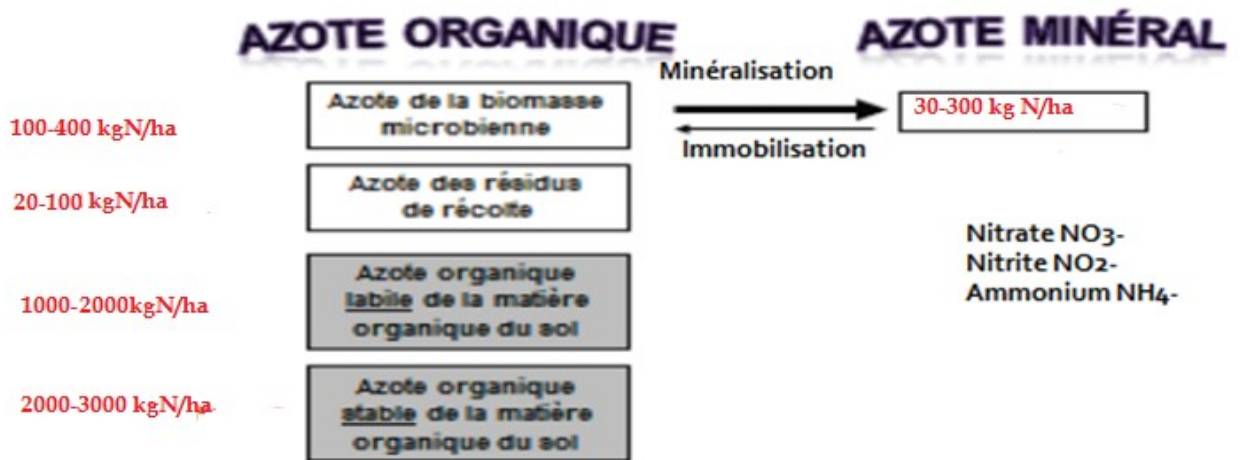 AZOTE ORGANIQUE
AZOTE MINÉRAL
100-400 kgN/ha
Azote de la biomasse
microbienne
Minéralisation
Immobilisation
30-300 kg N/ha
20-100 kgN/ha
Azote des résidus
de récolte
Nitrate NO3-
Nitrite NO2-
Ammonium NH4-
1000-2000kgN/ha
Azote organique
labile de la matière
organique du sol
2000-3000 kgN/ha
Azote organique
stable de la matière
organique du sol